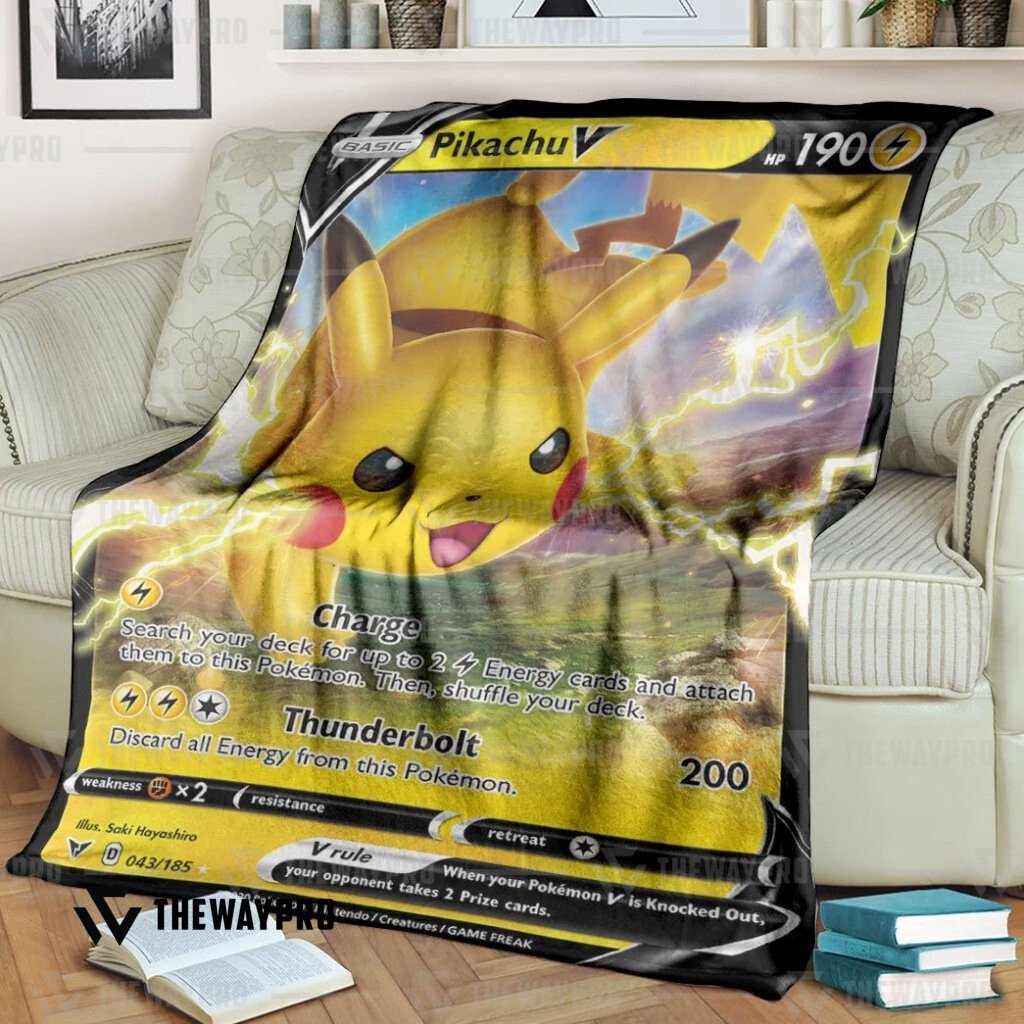 BASIC Pikachu V HP 190
Charge
Search your deck for up to 2 Energy cards and attach
them to this Pokémon. Then, shuffle your deck.
Thunderbolt
Discard all Energy from this Pokémon. 200
weakness ×2 resistance retreat
Illus. Saki Hayashiro
D 043/185
V rule
When your Pokémon V is Knocked Out,
your opponent takes 2 Prize cards.
/ Creatures / GAME FREAK
THEWAYPRO